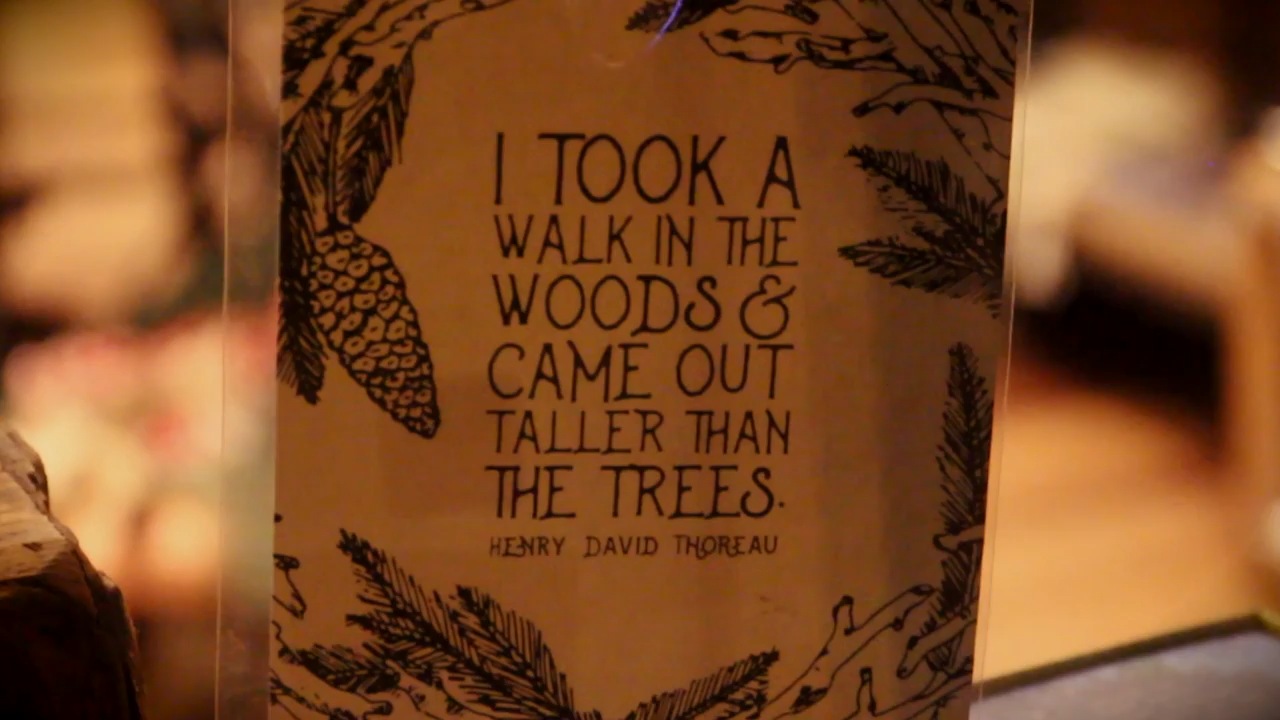 I TOOK A
WALK IN THE
WOODS &
CAME OUT
TALLER THAN
THE TREES.
HENRY DAVID THOREAU